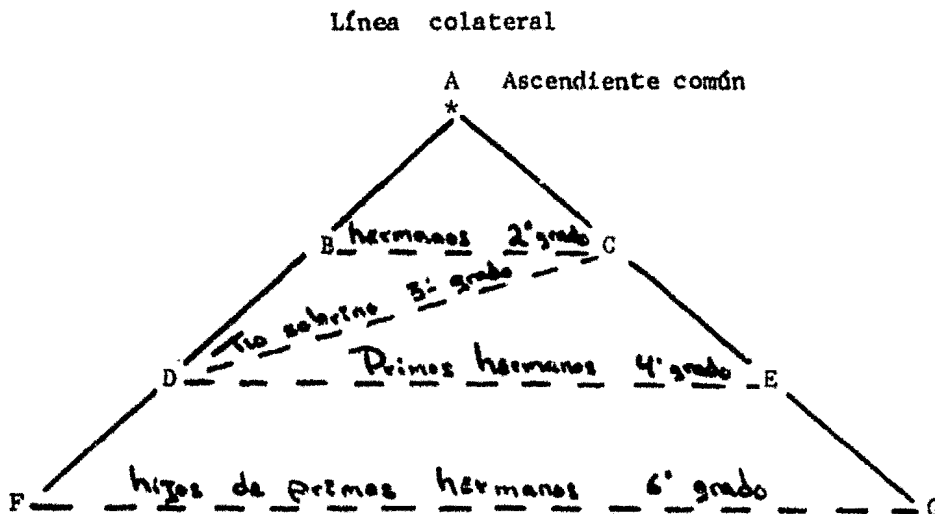 Línea colateral
A Ascendiente común
*
B hermanos 2° grado C
Tío sobrino 3° grado
D Primos hermanos 4° grado E
F hijos de primos hermanos 6° grado G